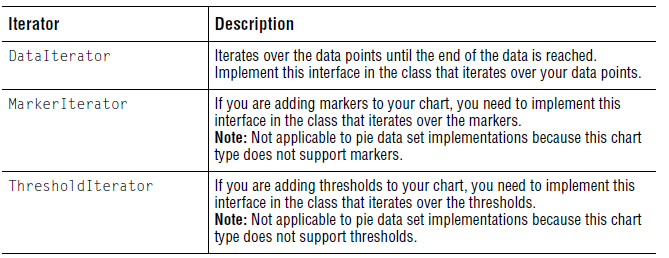 Iterator Description
DataIterator Iterates over the data points until the end of the data is reached.
Implement this interface in the class that iterates over your data points.
MarkerIterator If you are adding markers to your chart, you need to implement this
interface in the class that iterates over the markers.
Note: Not applicable to pie data set implementations because this chart
type does not support markers.
ThresholdIterator If you are adding thresholds to your chart, you need to implement this
interface in the class that iterates over the thresholds.
Note: Not applicable to pie data set implementations because this chart
type does not support thresholds.